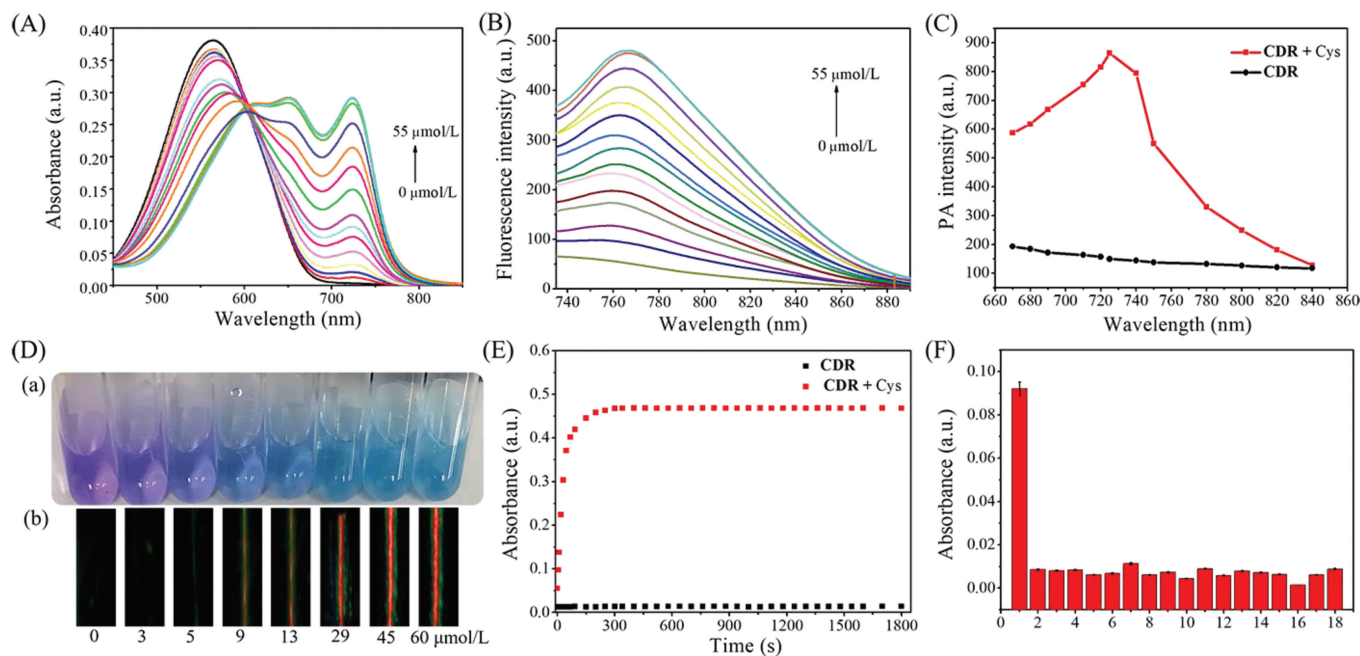 (A)
0.40
0.35
0.30
0.25
0.20
0.15
0.10
0.05
0.00
Absorbance (a.u.)
55 μmol/L
0 μmol/L
500 600 700 800
Wavelength (nm)
(B)
500
450
400
350
300
250
200
150
100
50
0
Fluorescence intensity (a.u.)
55 μmol/L
0 μmol/L
740 760 780 800 820 840 860 880
Wavelength (nm)
(C)
900
800
700
600
500
400
300
200
100
PA intensity (a.u.)
CDR + Cys
CDR
660 680 700 720 740 760 780 800 820 840 860
Wavelength (nm)
(D)
(a)
(b)
0 3 5 9 13 29 45 60 μmol/L
(E)
0.6
0.5
0.4
0.3
0.2
0.1
0.0
Absorbance (a.u.)
CDR
CDR + Cys
0 300 600 900 1200 1500 1800
Time (s)
(F)
0.10
0.08
0.06
0.04
0.02
0.00
Absorbance (a.u.)
0 2 4 6 8 10 12 14 16 18